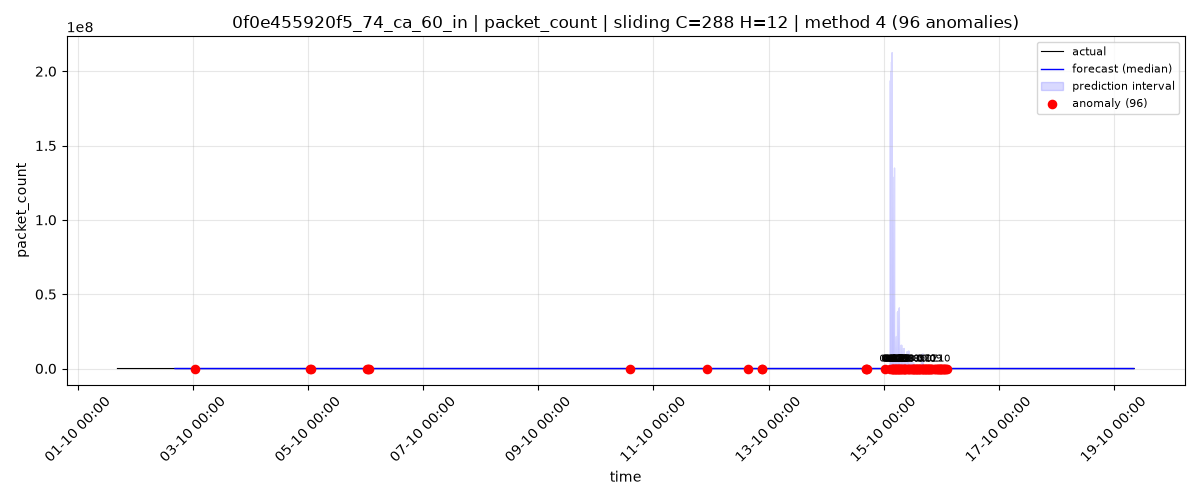 0f0e455920f5_74_ca_60_in | packet_count | sliding C=288 H=12 | method 4 (96 anomalies)
1e8
actual
forecast (median)
prediction interval
anomaly (96)
2.0
1.5
1.0
0.5
0.0
packet_count
01-10 00:00
03-10 00:00
05-10 00:00
07-10 00:00
09-10 00:00
11-10 00:00
13-10 00:00
15-10 00:00
17-10 00:00
19-10 00:00
time